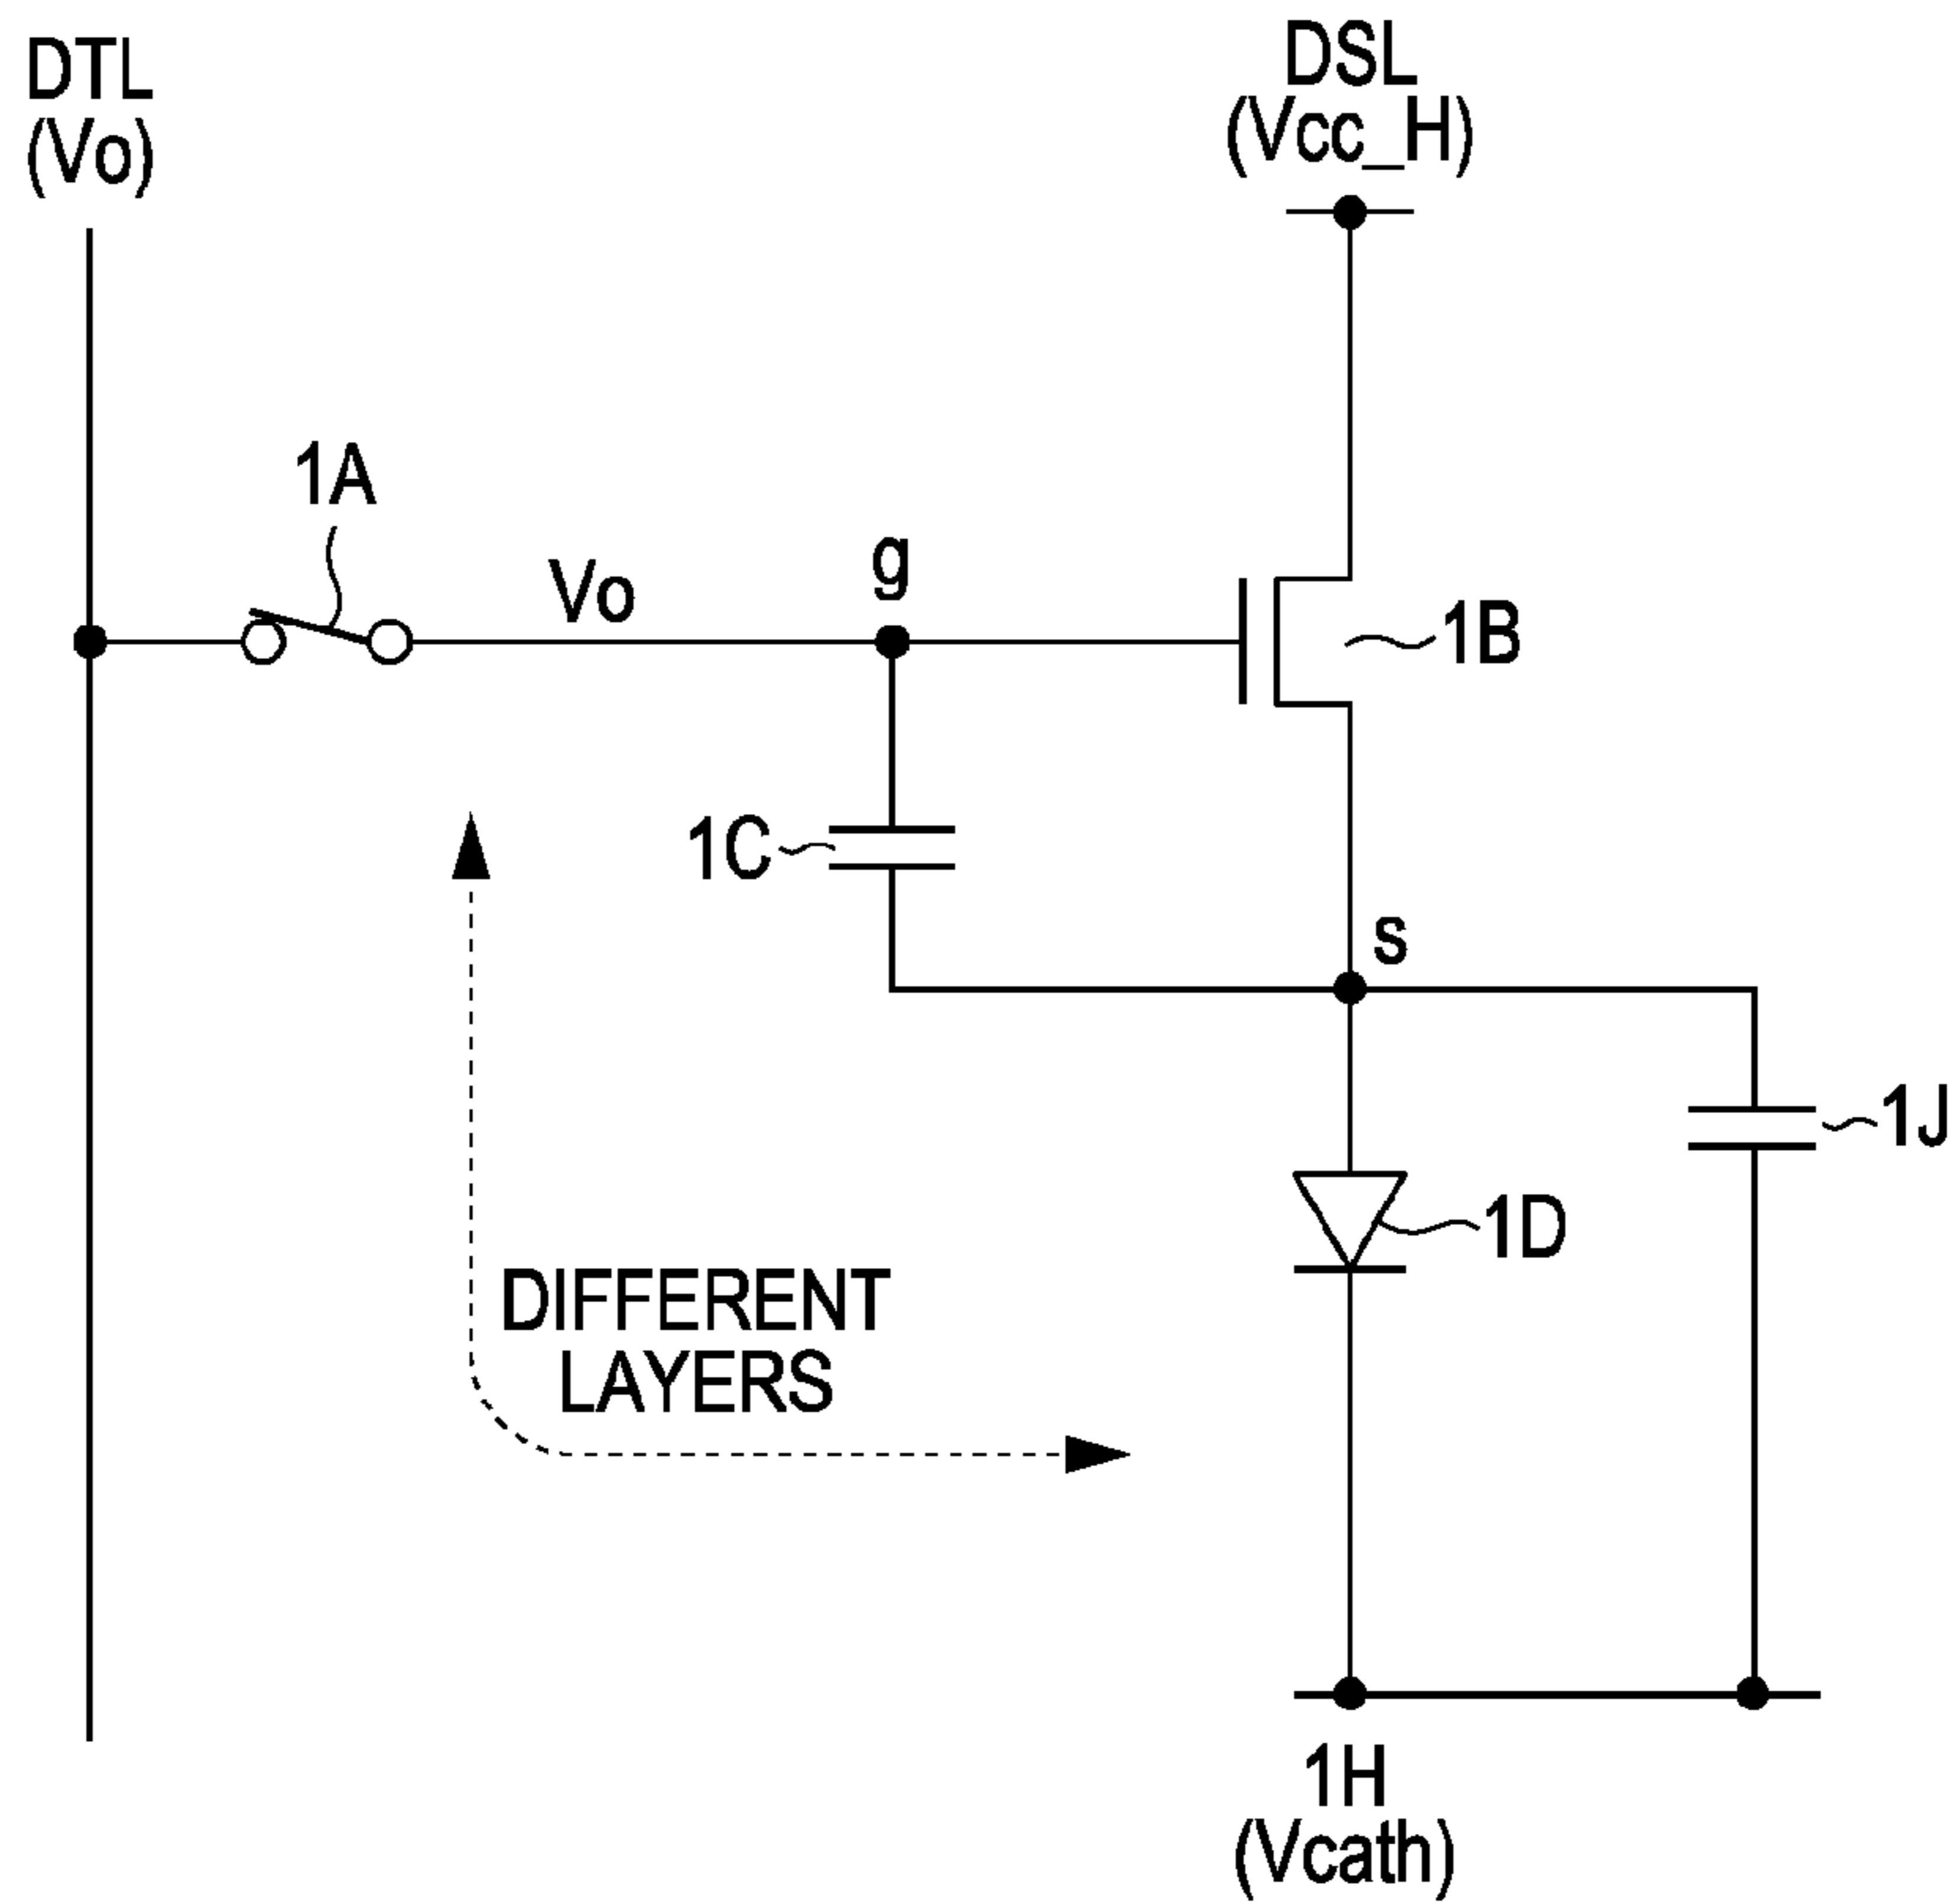 DTL
(Vo)
DSL
(Vcc_H)
1A
Vo
g
1B
1C
s
1J
1D
DIFFERENT
LAYERS
1H
(Vcath)